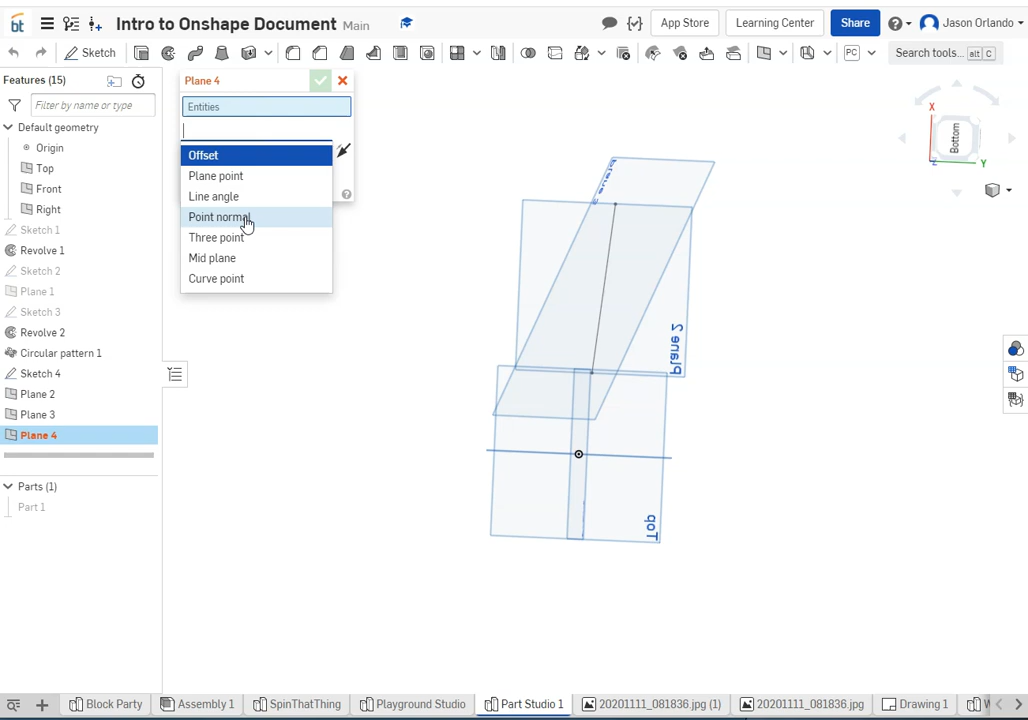 Intro to Onshape Document Main
App Store
Learning Center
Share
Jason Orlando
Sketch
PC
Search tools... alt C
Features (15)
Filter by name or type
Default geometry
Origin
Top
Front
Right
Sketch 1
Revolve 1
Sketch 2
Plane 1
Sketch 3
Revolve 2
Circular pattern 1
Sketch 4
Plane 2
Plane 3
Plane 4
Parts (1)
Part 1
Plane 4
Entities
Offset
Plane point
Line angle
Point normal
Three point
Mid plane
Curve point
Plane 3
Plane 2
Top
X
Bottom
Z
Y
Block Party
Assembly 1
SpinThatThing
Playground Studio
Part Studio 1
20201111_081836.jpg (1)
20201111_081836.jpg
Drawing 1